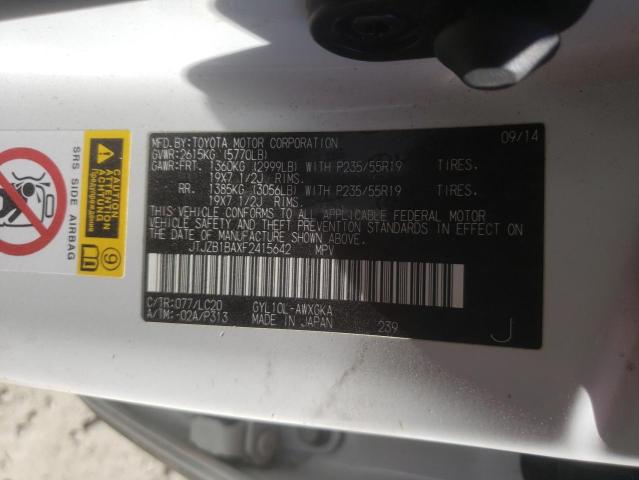 SRS SIDE AIRBAG
CAUTION
ATTENTION
ACHTUNG
9
MFD.BY:TOYOTA MOTOR CORPORATION 09/14
GVWR:2615KG (5770LB)
GAWR:FRT. 1360KG (2999LB) WITH P235/55R19 TIRES.
19X7 1/2J RIMS.
RR. 1385KG (3056LB) WITH P235/55R19 TIRES.
19X7 1/2J RIMS.
THIS VEHICLE CONFORMS TO ALL APPLICABLE FEDERAL MOTOR
VEHICLE SAFETY AND THEFT PREVENTION STANDARDS IN EFFECT ON
THE DATE OF MANUFACTURE SHOWN ABOVE.
JTJZB1BAXF2415642 MPV
C/TR:077/LC20 GYL10L-AWXGKA
A/TM:-02A/P313 MADE IN JAPAN 239
J